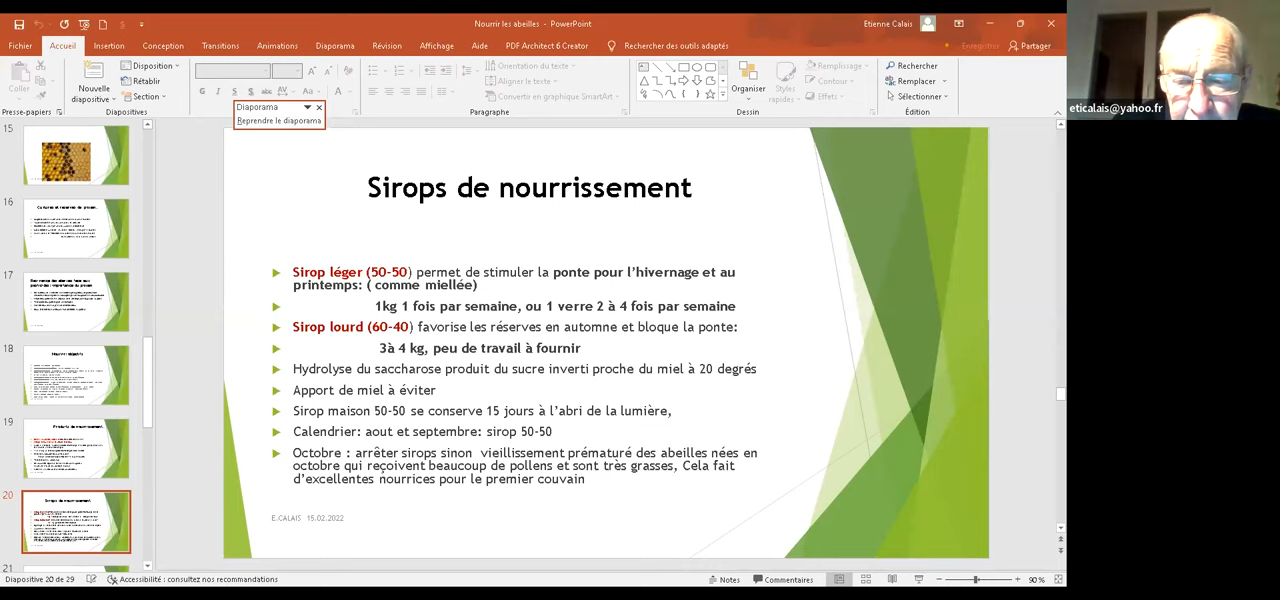 Nourrir les abeilles - PowerPoint
Etienne Calais
Fichier Accueil Insertion Conception Transitions Animations Diaporama Révision Affichage Aide PDF Architect 6 Creator Rechercher des outils adaptés Enregistrer Partager
Coller
Nouvelle
diapositive
Disposition
Rétablir
Section
G I S S abc AV Aa A
Orientation du texte
Aligner le texte
Convertir en graphique SmartArt
Organiser
Styles
rapides
Remplissage
Contour
Effets
Rechercher
Remplacer
Sélectionner
Presse-papiers Diapositives Paragraphe Dessin Édition
Diaporama
Reprendre le diaporama
eticalais@yahoo.fr
15
16
17
18
19
20
21
Sirops de nourrissement
Sirop léger (50-50) permet de stimuler la ponte pour l’hivernage et au
printemps: ( comme miellée)
1kg 1 fois par semaine, ou 1 verre 2 à 4 fois par semaine
Sirop lourd (60-40) favorise les réserves en automne et bloque la ponte:
3à 4 kg, peu de travail à fournir
Hydrolyse du saccharose produit du sucre inverti proche du miel à 20 degrés
Apport de miel à éviter
Sirop maison 50-50 se conserve 15 jours à l’abri de la lumière,
Calendrier: aout et septembre: sirop 50-50
Octobre : arrêter sirops sinon vieillissement prématuré des abeilles nées en
octobre qui reçoivent beaucoup de pollens et sont très grasses, Cela fait
d’excellentes nourrices pour le premier couvain
E.CALAIS 15.02.2022
Diapositive 20 de 29 Accessibilité : consultez nos recommandations Notes Commentaires 90 %